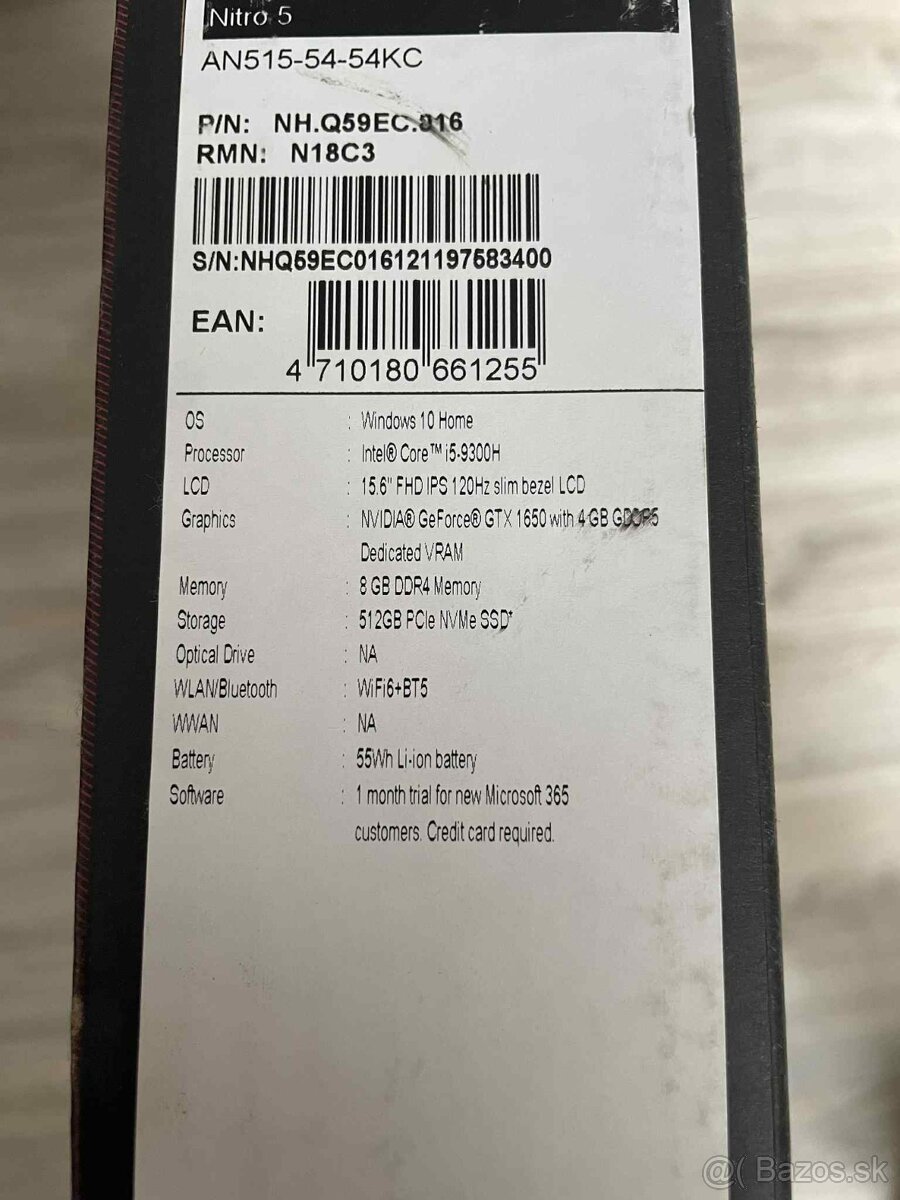 Nitro 5
AN515-54-54KC
P/N: NH.Q59EC.016
RMN: N18C3
S/N:NHQ59EC016121197583400
EAN:
4 710180 661255
OS : Windows 10 Home
Processor : Intel® Core™ i5-9300H
LCD : 15.6" FHD IPS 120Hz slim bezel LCD
Graphics : NVIDIA® GeForce® GTX 1650 with 4 GB GDDR5
Dedicated VRAM
Memory : 8 GB DDR4 Memory
Storage : 512GB PCIe NVMe SSD*
Optical Drive : NA
WLAN/Bluetooth : WiFi6+BT5
WWAN : NA
Battery : 55Wh Li-ion battery
Software : 1 month trial for new Microsoft 365
customers. Credit card required.
@( Bazos.sk